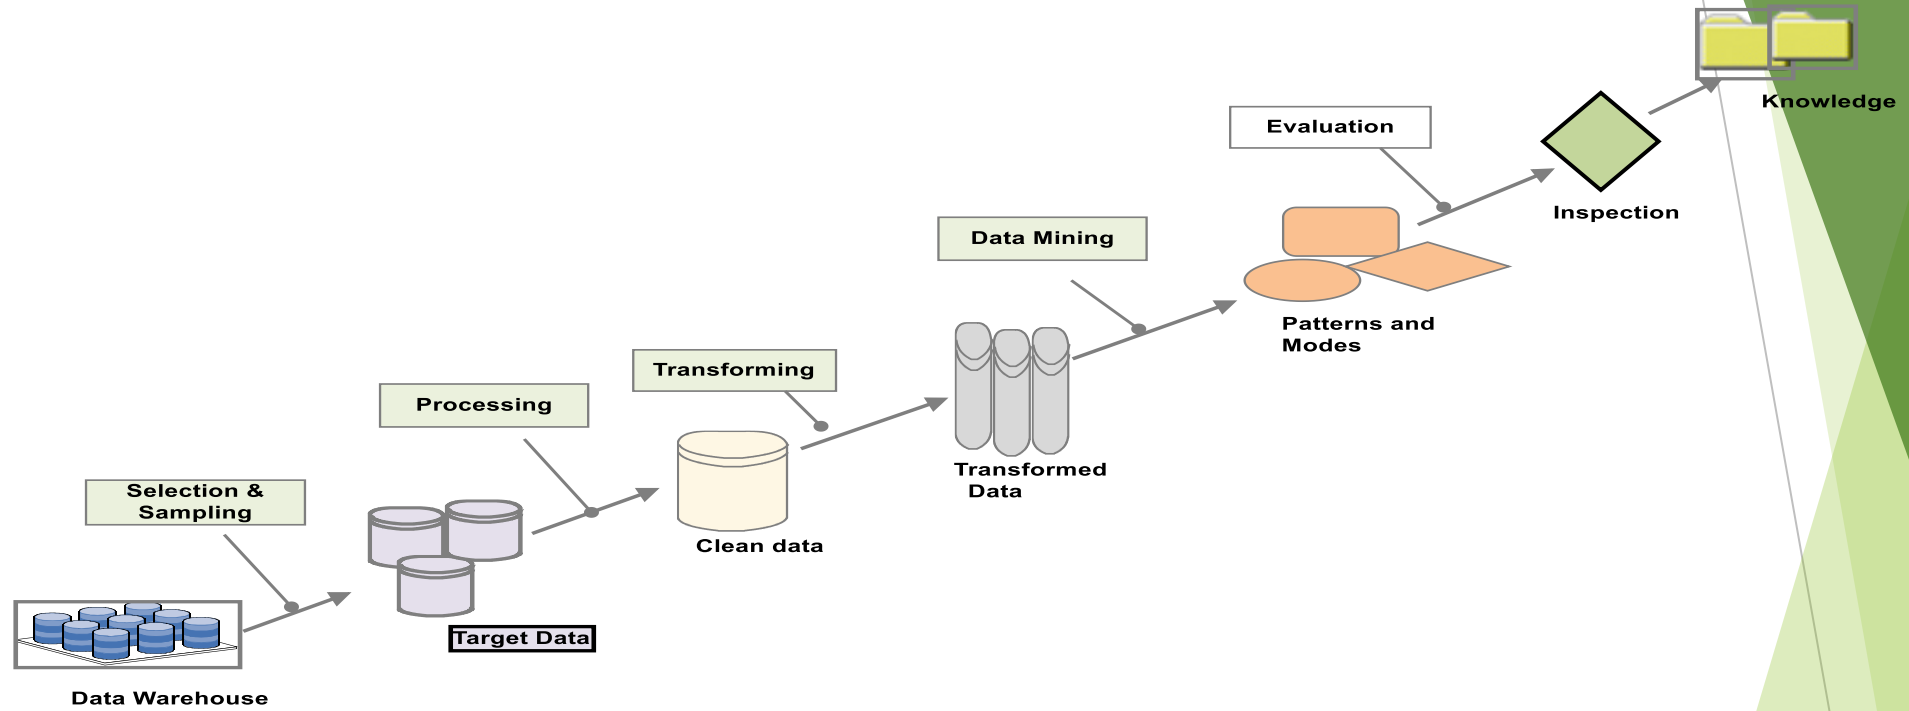 Knowledge
Evaluation
Inspection
Data Mining
Patterns and
Modes
Transforming
Processing
Transformed
Data
Selection &
Sampling
Clean data
Target Data
Data Warehouse